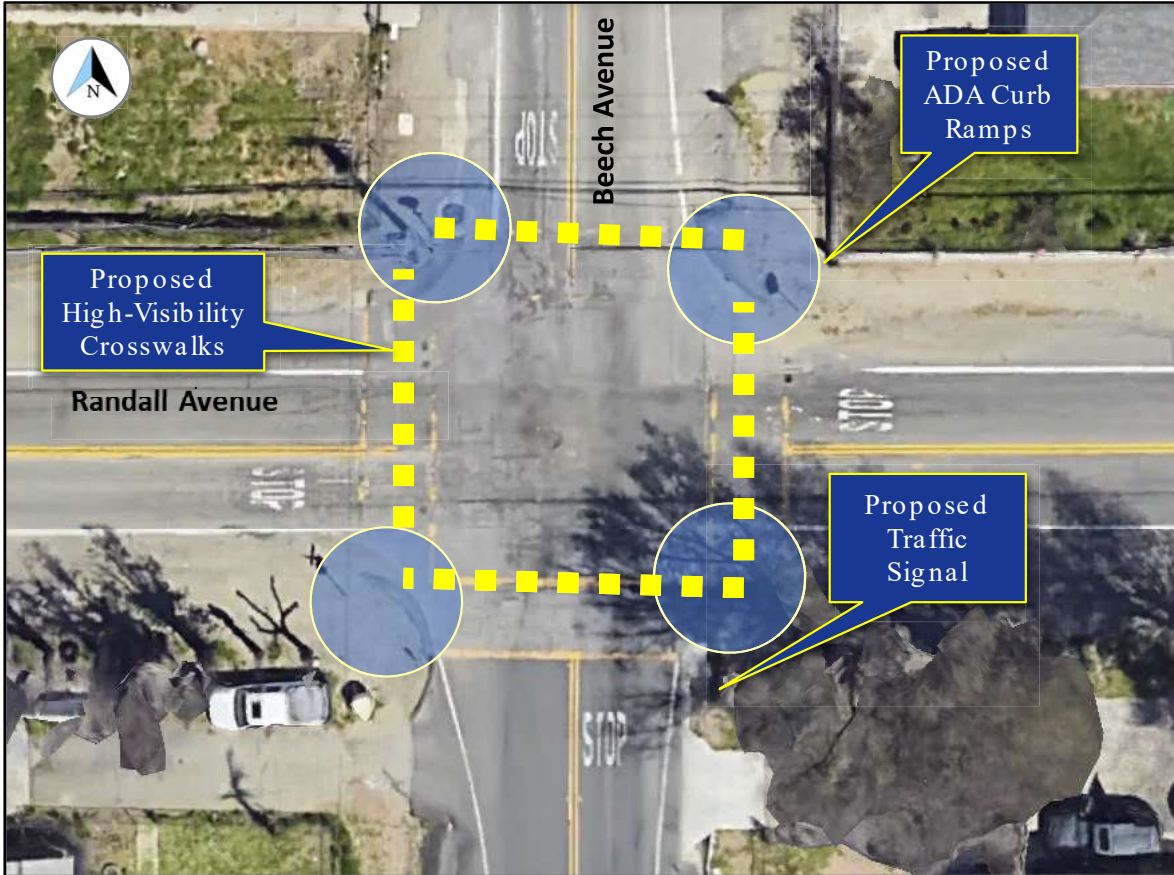 N
Beech Avenue
Proposed
ADA Curb
Ramps
STOP
Proposed
High-Visibility
Crosswalks
Randall Avenue
STOP
STOP
Proposed
Traffic
Signal
STOP